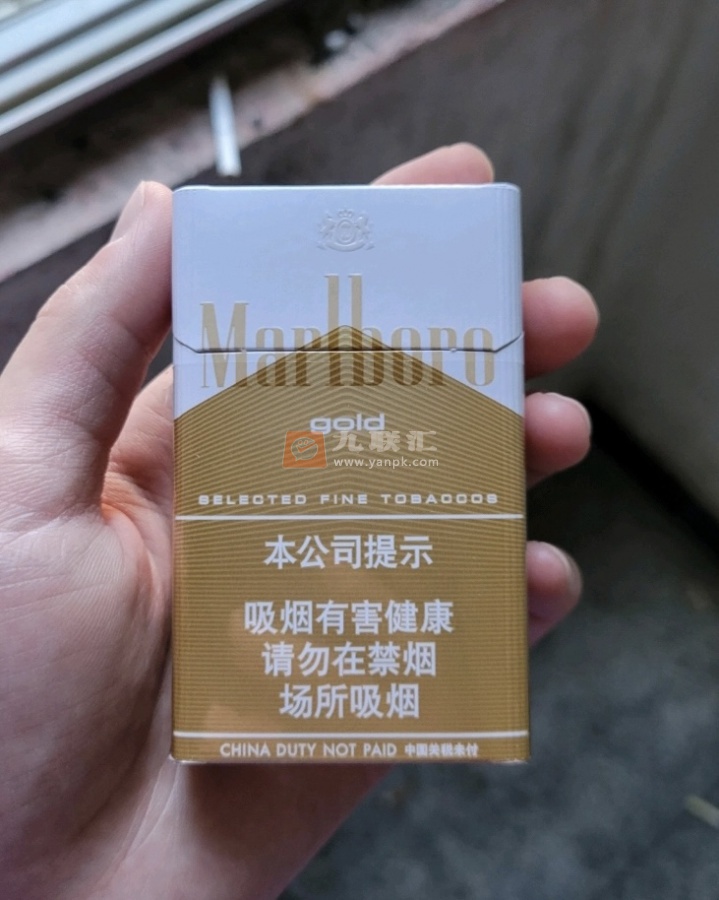 Marlboro
gold
九联汇
www.yanpk.com
SELECTED FINE TOBACCOS
本公司提示
吸烟有害健康
请勿在禁烟
场所吸烟
CHINA DUTY NOT PAID 中国关税未付